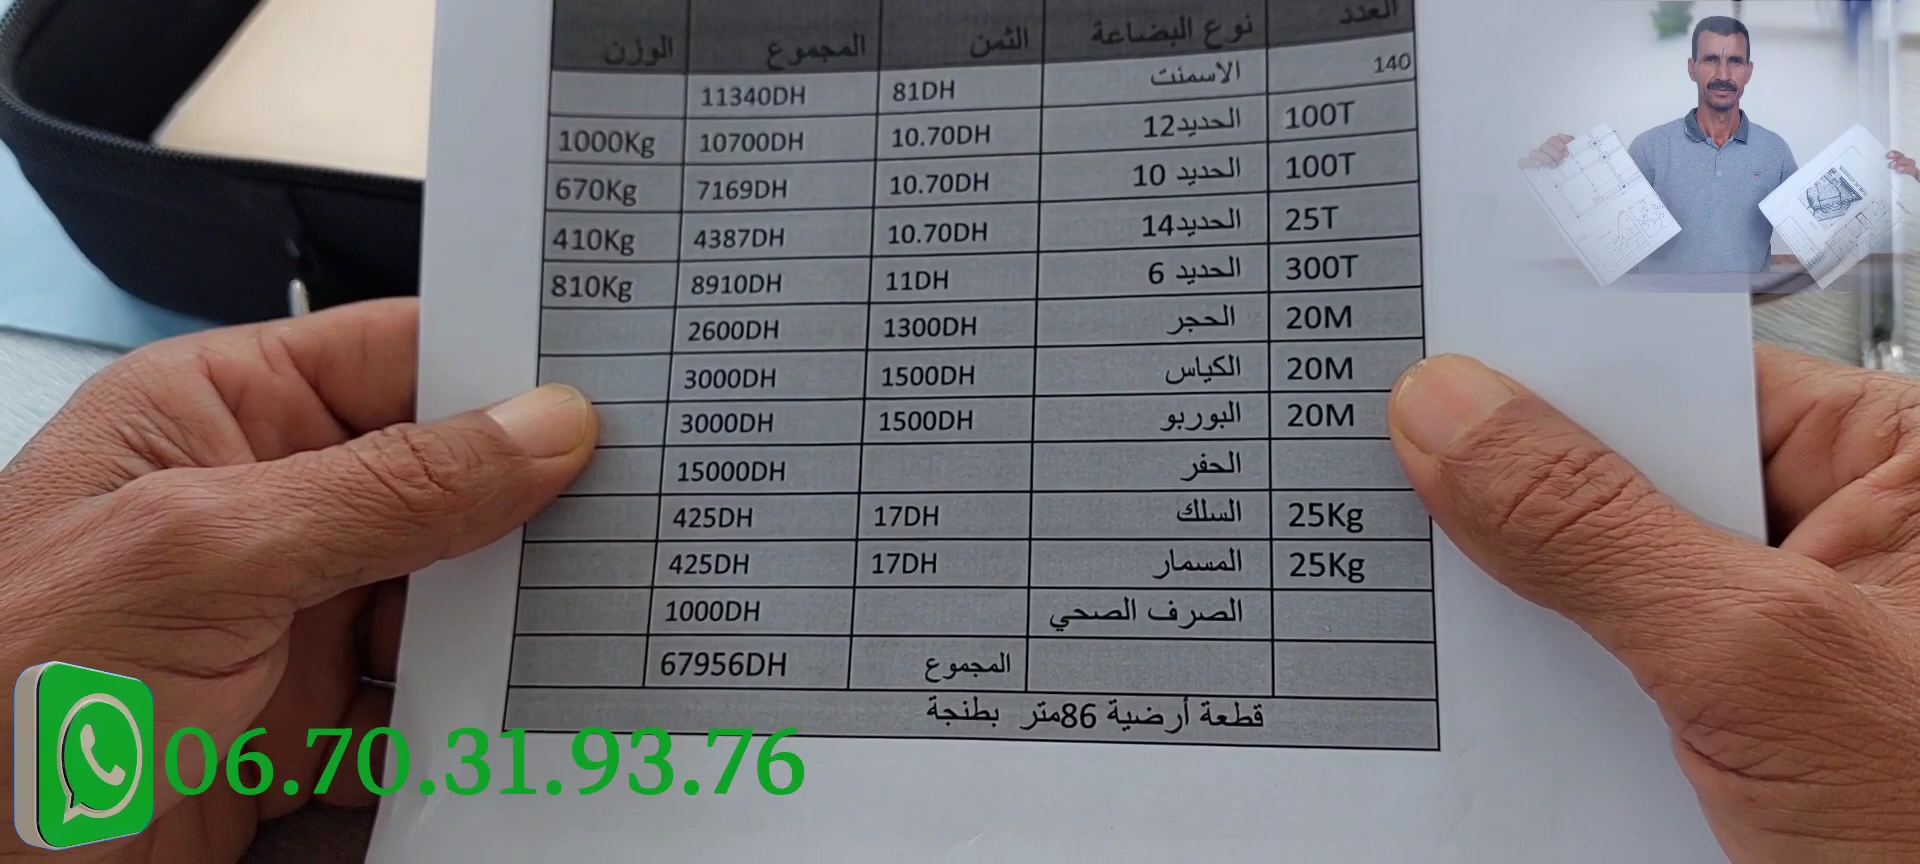 العدد نوع البضاعة الثمن المجموع الوزن
140 الاسمنت 81DH 11340DH
100T الحديد12 10.70DH 10700DH 1000Kg
100T الحديد 10 10.70DH 7169DH 670Kg
25T الحديد14 10.70DH 4387DH 410Kg
300T الحديد 6 11DH 8910DH 810Kg
20M الحجر 1300DH 2600DH
20M الكياس 1500DH 3000DH
20M البوربو 1500DH 3000DH
الحفر 15000DH
25Kg السلك 17DH 425DH
25Kg المسمار 17DH 425DH
الصرف الصحي 1000DH
المجموع 67956DH
قطعة أرضية 86متر بطنجة
06.70.31.93.76